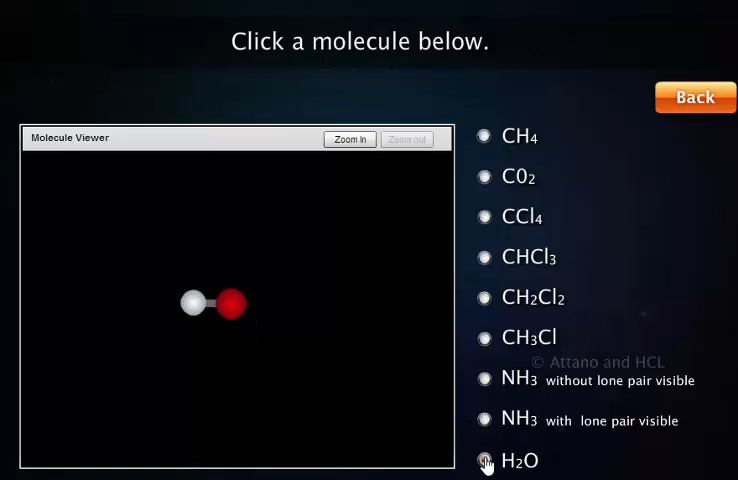 Click a molecule below.
Back
Molecule Viewer
Zoom in
Zoom out
CH₄
C0₂
CCl₄
CHCl₃
CH₂Cl₂
CH₃Cl
© Attano and HCL
NH₃ without lone pair visible
NH₃ with lone pair visible
H₂O